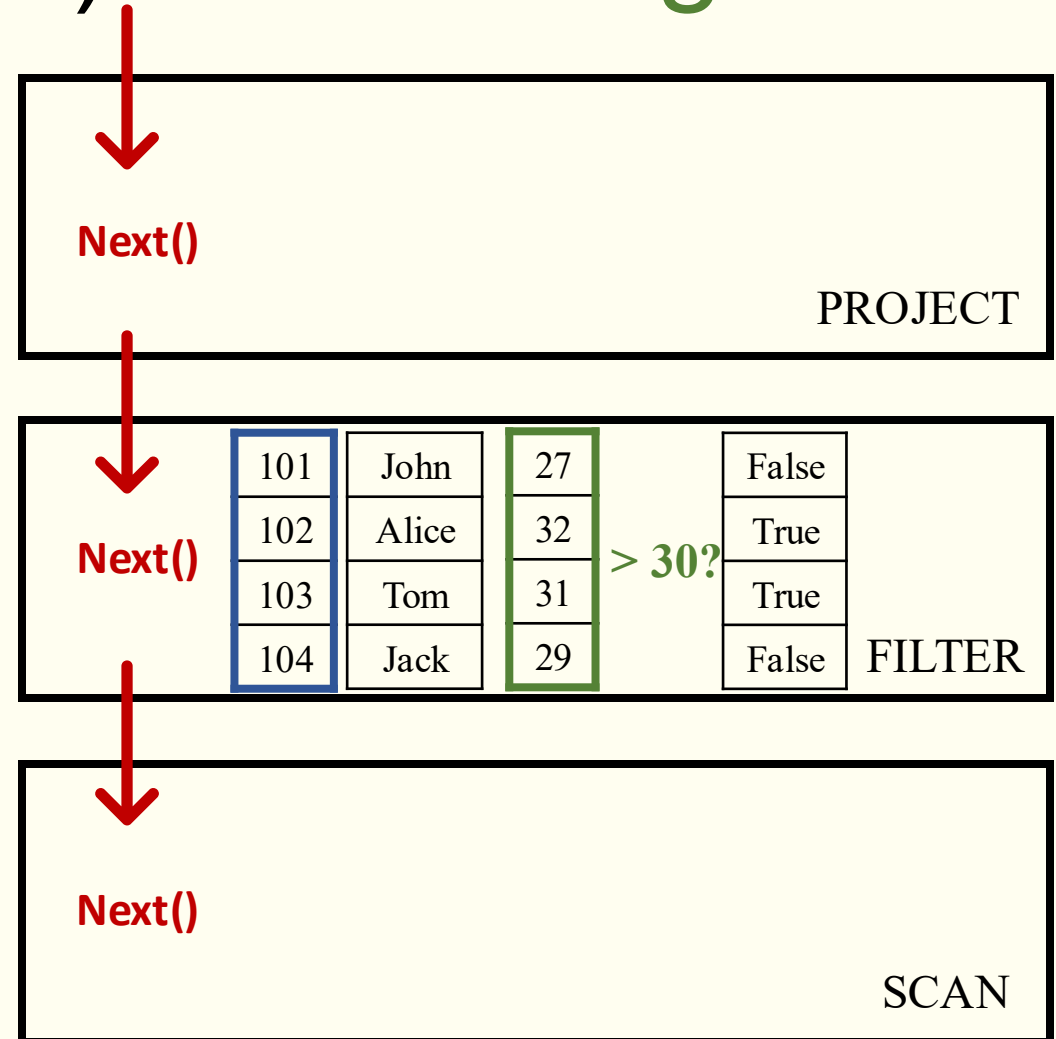 Next()
PROJECT
101 John 27 False
102 Alice 32 True
Next() > 30?
103 Tom 31 True
104 Jack 29 False
FILTER
Next()
SCAN